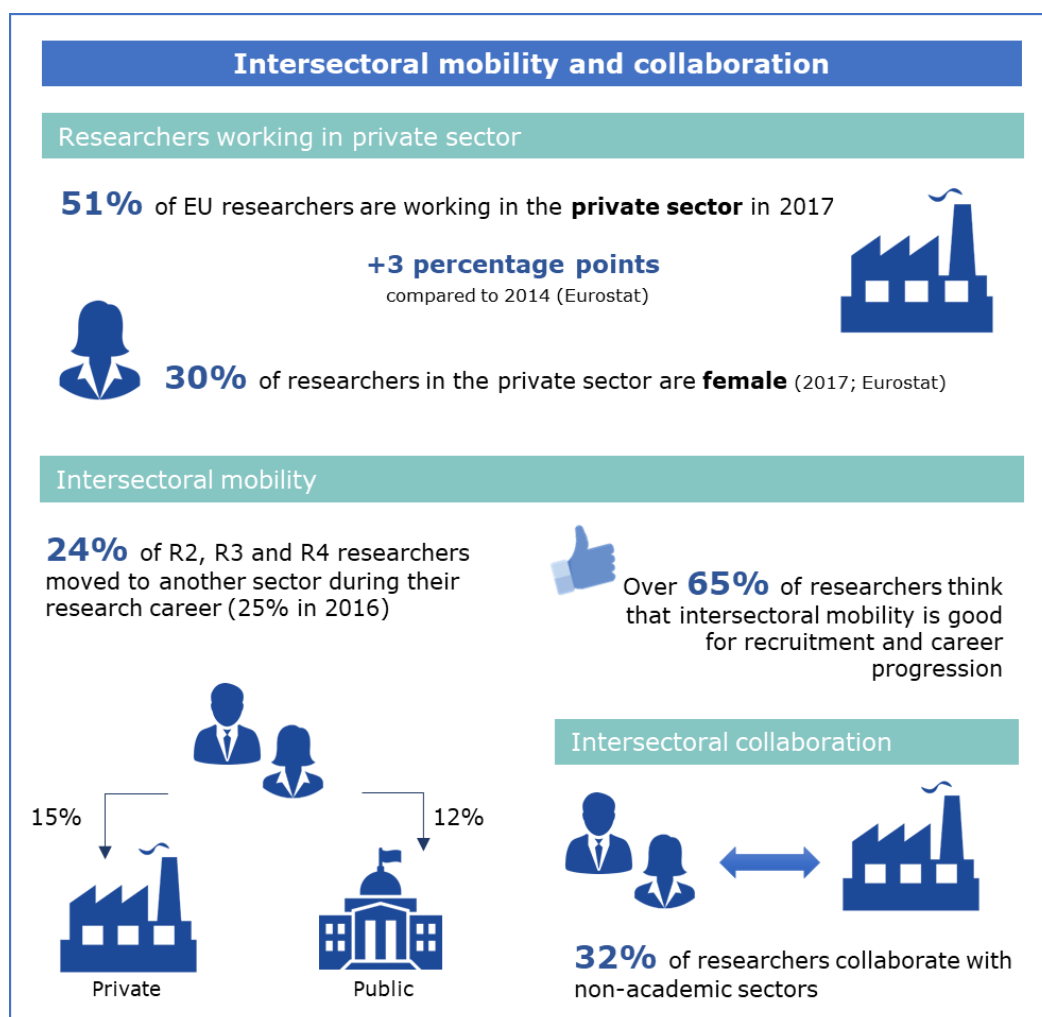 Intersectoral mobility and collaboration
Researchers working in private sector
51% of EU researchers are working in the private sector in 2017
+3 percentage points
compared to 2014 (Eurostat)
30% of researchers in the private sector are female (2017; Eurostat)
Intersectoral mobility
24% of R2, R3 and R4 researchers
moved to another sector during their
research career (25% in 2016)
Over 65% of researchers think
that intersectoral mobility is good
for recruitment and career
progression
15%
12%
Private
Public
Intersectoral collaboration
32% of researchers collaborate with
non-academic sectors